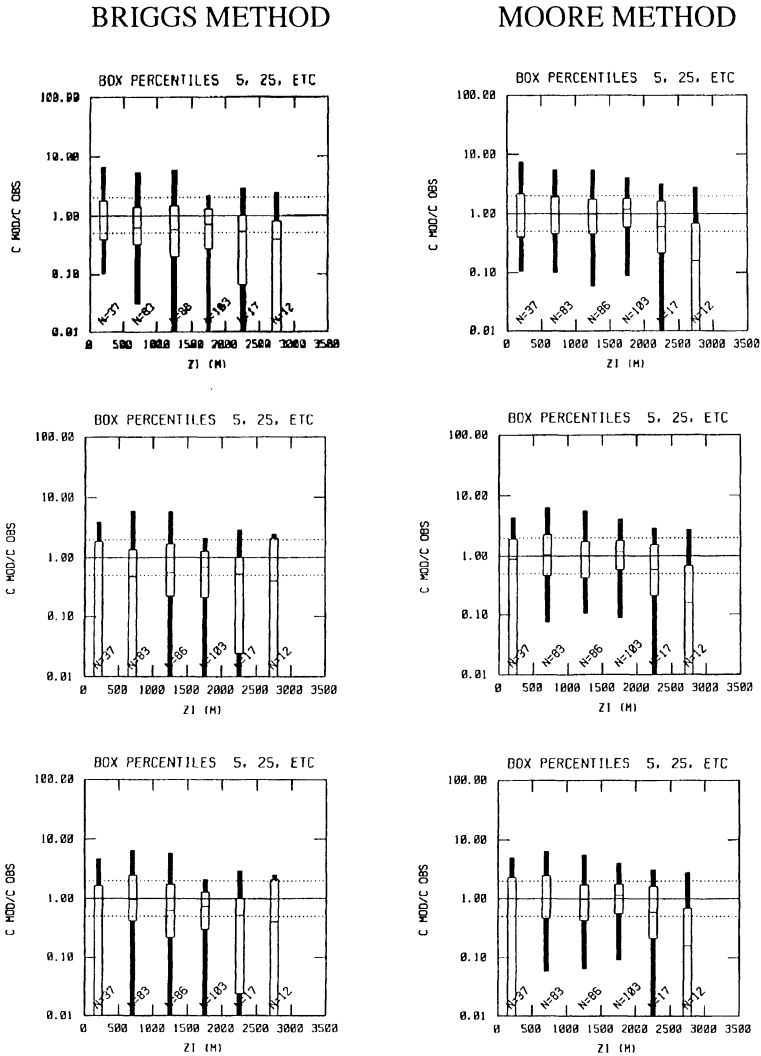 BRIGGS METHOD
MOORE METHOD
BOX PERCENTILES 5, 25, ETC
100.00
10.00
1.00
0.10
0.01
C MOD/C OBS
N=37
N=83
N=103
N=17
N=12
0 500 1000 1500 2000 2500 3000 3500
ZI (M)
BOX PERCENTILES 5, 25, ETC
100.00
10.00
1.00
0.10
0.01
C MOD/C OBS
N=37
N=83
N=86
N=103
N=17
N=12
0 500 1000 1500 2000 2500 3000 3500
ZI (M)
BOX PERCENTILES 5, 25, ETC
100.00
10.00
1.00
0.10
0.01
C MOD/C OBS
N=37
N=83
N=86
N=103
N=17
N=12
0 500 1000 1500 2000 2500 3000 3500
ZI (M)
BOX PERCENTILES 5, 25, ETC
100.00
10.00
1.00
0.10
0.01
C MOD/C OBS
N=37
N=83
N=86
N=103
N=17
N=12
0 500 1000 1500 2000 2500 3000 3500
ZI (M)
BOX PERCENTILES 5, 25, ETC
100.00
10.00
1.00
0.10
0.01
C MOD/C OBS
N=37
N=83
N=86
N=103
N=17
N=12
0 500 1000 1500 2000 2500 3000 3500
ZI (M)
BOX PERCENTILES 5, 25, ETC
100.00
10.00
1.00
0.10
0.01
C MOD/C OBS
N=37
N=83
N=86
N=103
N=17
N=12
0 500 1000 1500 2000 2500 3000 3500
ZI (M)